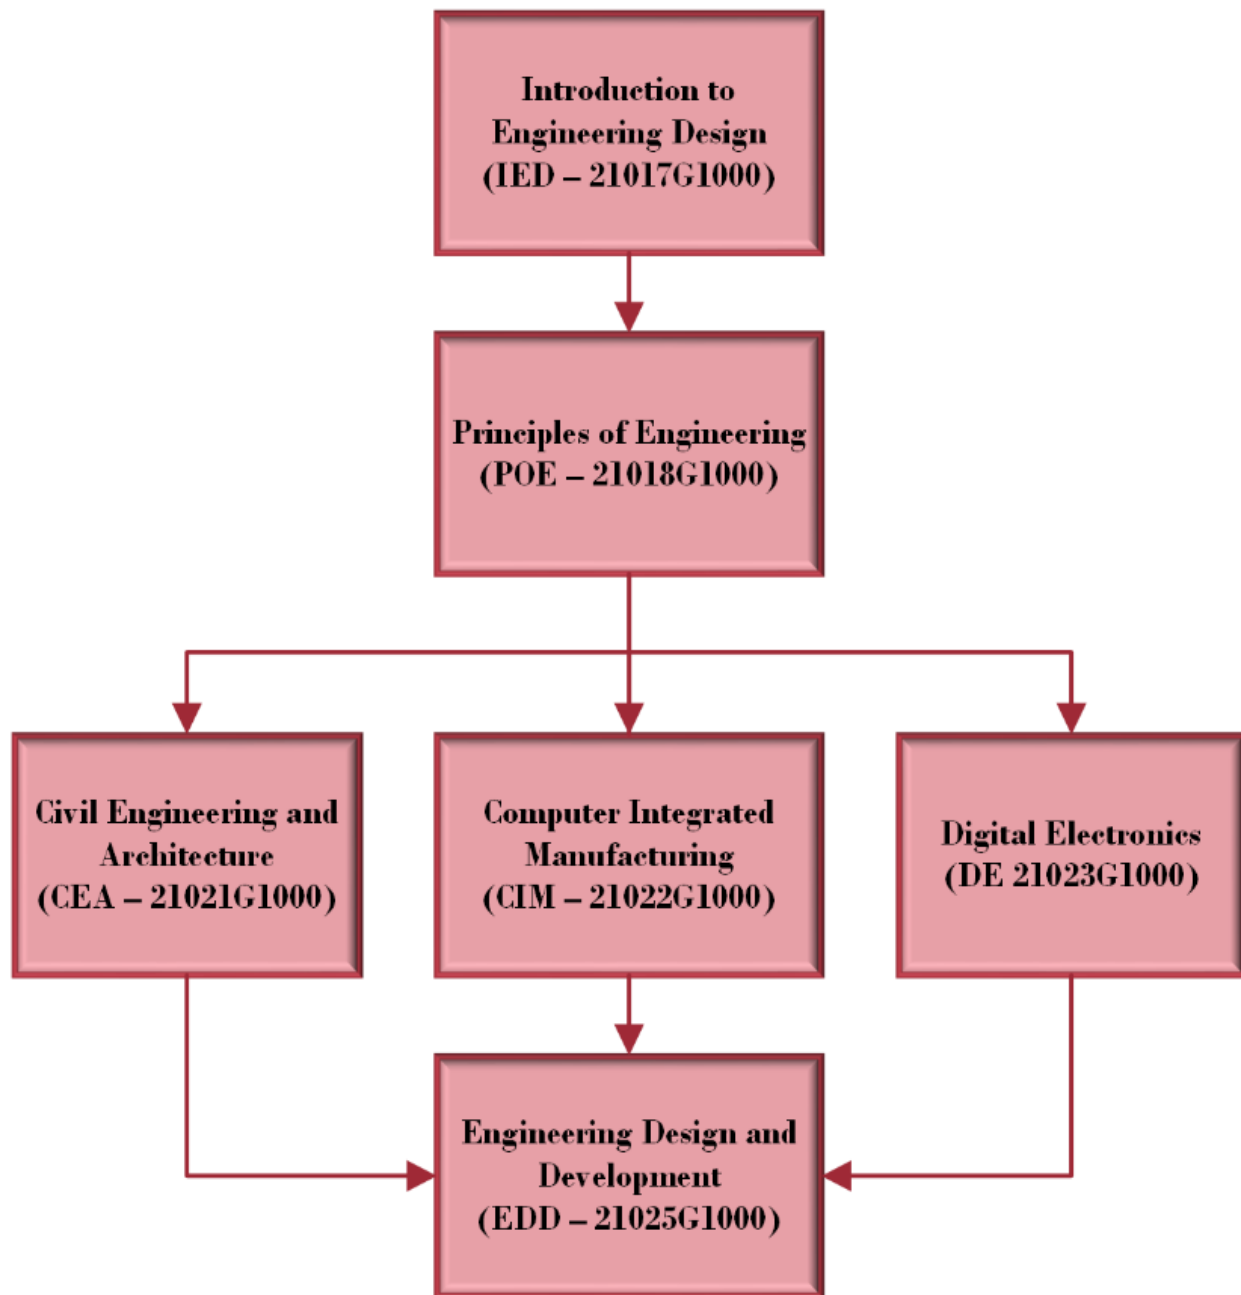 Introduction to
Engineering Design
(IED – 21017G1000)
Principles of Engineering
(POE – 21018G1000)
Civil Engineering and
Architecture
(CEA – 21021G1000)
Computer Integrated
Manufacturing
(CIM – 21022G1000)
Digital Electronics
(DE 21023G1000)
Engineering Design and
Development
(EDD – 21025G1000)